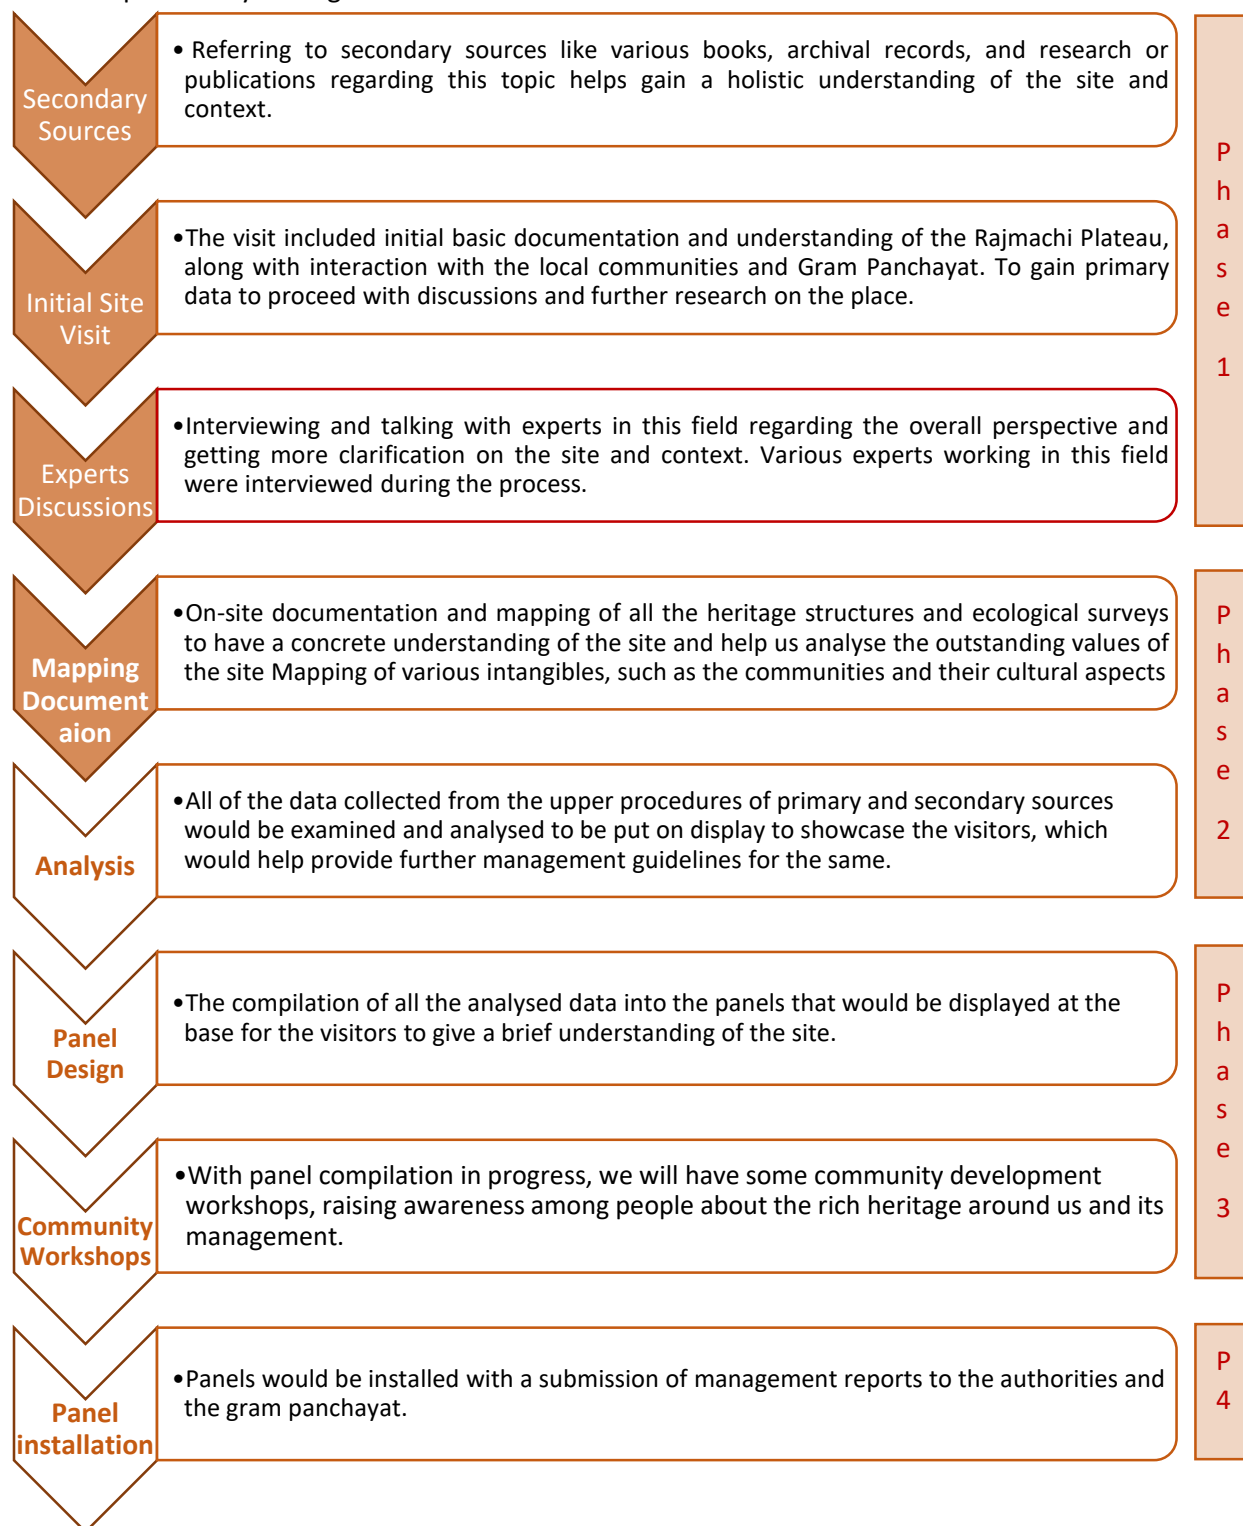 Secondary
Sources
• Referring to secondary sources like various books, archival records, and research or
publications regarding this topic helps gain a holistic understanding of the site and
context.
Initial Site
Visit
•The visit included initial basic documentation and understanding of the Rajmachi Plateau,
along with interaction with the local communities and Gram Panchayat. To gain primary
data to proceed with discussions and further research on the place.
Experts
Discussions
•Interviewing and talking with experts in this field regarding the overall perspective and
getting more clarification on the site and context. Various experts working in this field
were interviewed during the process.
Phase 1
Mapping
Document
aion
•On-site documentation and mapping of all the heritage structures and ecological surveys
to have a concrete understanding of the site and help us analyse the outstanding values of
the site Mapping of various intangibles, such as the communities and their cultural aspects
Analysis
•All of the data collected from the upper procedures of primary and secondary sources
would be examined and analysed to be put on display to showcase the visitors, which
would help provide further management guidelines for the same.
Phase 2
Panel
Design
•The compilation of all the analysed data into the panels that would be displayed at the
base for the visitors to give a brief understanding of the site.
Community
Workshops
•With panel compilation in progress, we will have some community development
workshops, raising awareness among people about the rich heritage around us and its
management.
Phase 3
Panel
installation
•Panels would be installed with a submission of management reports to the authorities and
the gram panchayat.
P
4